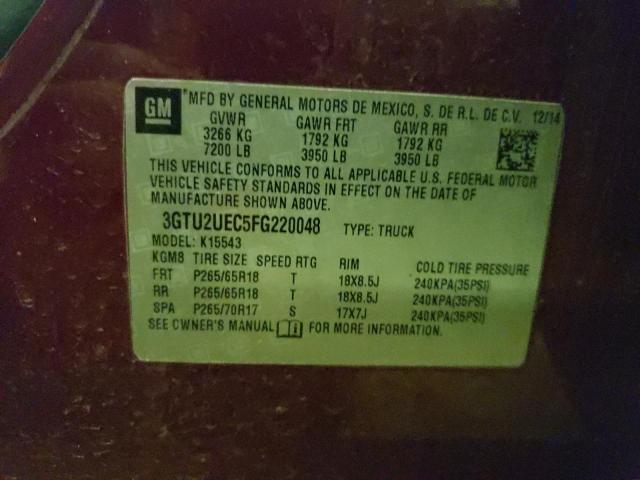 GM
MFD BY GENERAL MOTORS DE MEXICO, S. DE R.L. DE C.V. 12/14
GVWR GAWR FRT GAWR RR
3266 KG 1792 KG 1792 KG
7200 LB 3950 LB 3950 LB
THIS VEHICLE CONFORMS TO ALL APPLICABLE U.S. FEDERAL MOTOR
VEHICLE SAFETY STANDARDS IN EFFECT ON THE DATE OF
MANUFACTURE SHOWN ABOVE.
3GTU2UEC5FG220048 TYPE: TRUCK
MODEL: K15543
KGM8 TIRE SIZE SPEED RTG RIM COLD TIRE PRESSURE
FRT P265/65R18 T 18X8.5J 240KPA(35PSI)
RR P265/65R18 T 18X8.5J 240KPA(35PSI)
SPA P265/70R17 S 17X7J 240KPA(35PSI)
SEE OWNER'S MANUAL FOR MORE INFORMATION.